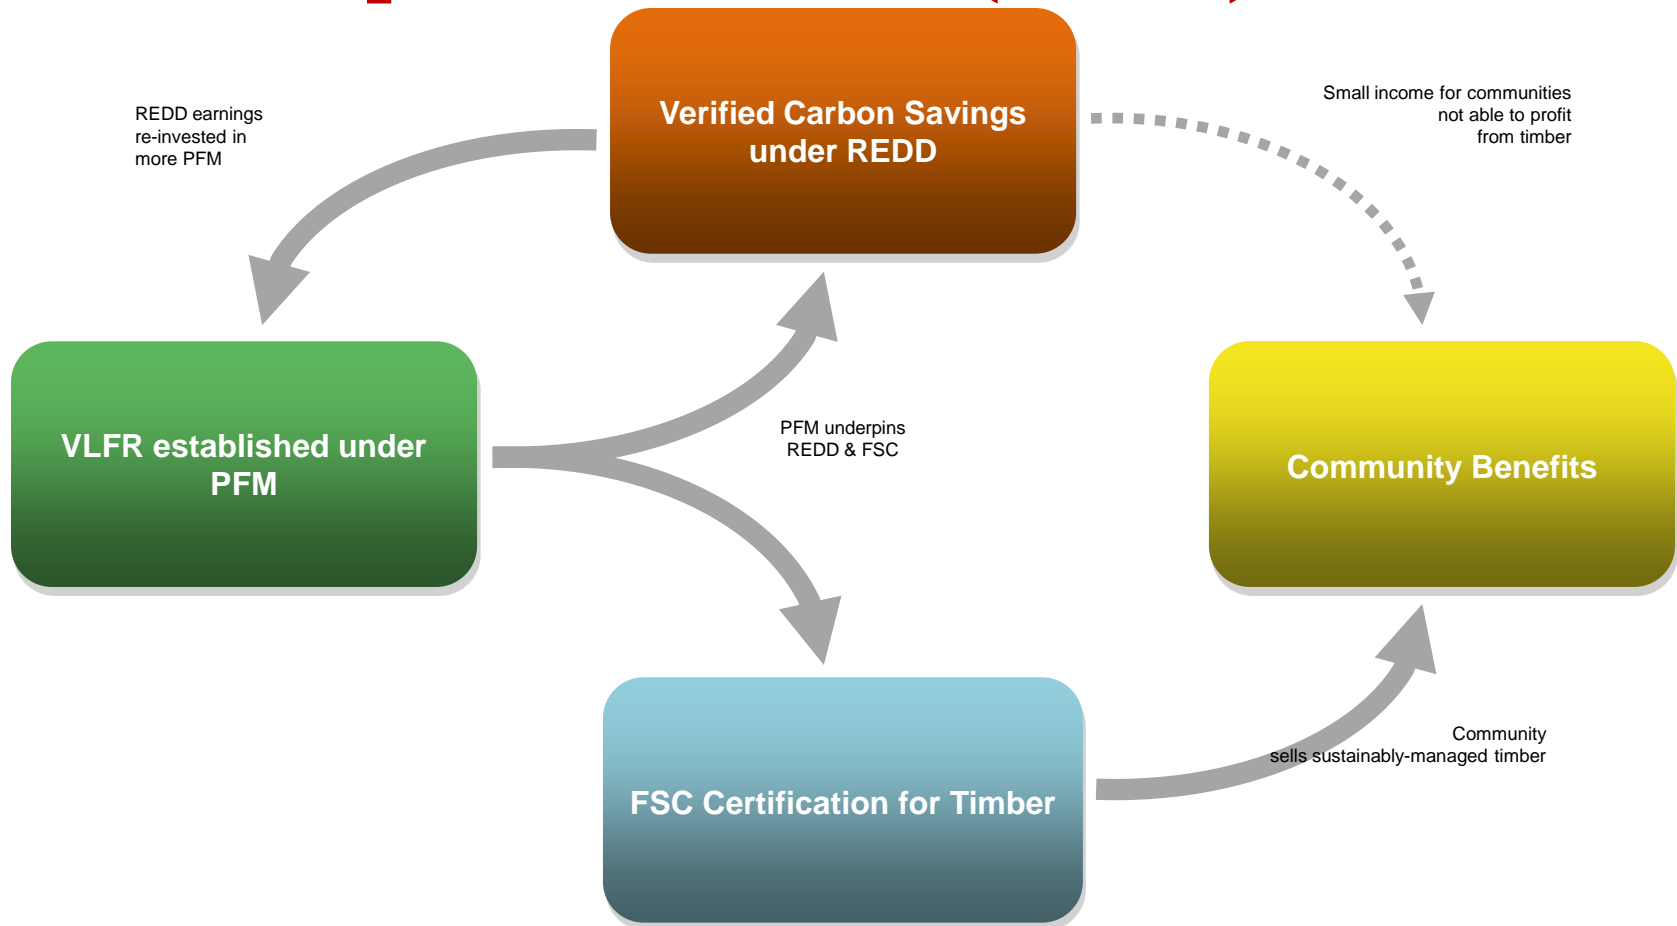 Verified Carbon Savings
under REDD
REDD earnings
re-invested in
more PFM
Small income for communities
not able to profit
from timber
VLFR established under
PFM
PFM underpins
REDD & FSC
Community Benefits
FSC Certification for Timber
Community
sells sustainably-managed timber